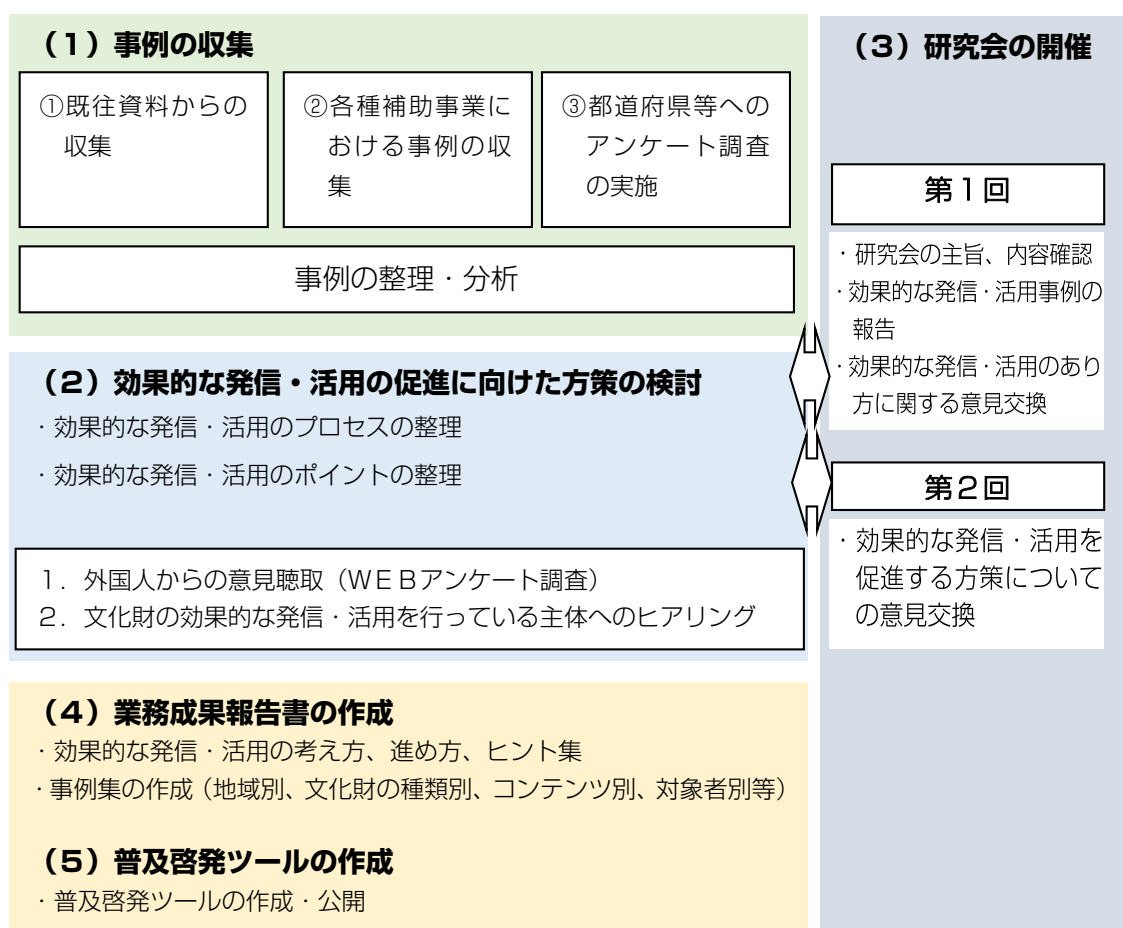 （１）事例の収集
①既往資料からの
収集
②各種補助事業に
おける事例の収
集
③都道府県等への
アンケート調査
の実施
事例の整理・分析
（２）効果的な発信・活用の促進に向けた方策の検討
・効果的な発信・活用のプロセスの整理
・効果的な発信・活用のポイントの整理
１．外国人からの意見聴取（ＷＥＢアンケート調査）
２．文化財の効果的な発信・活用を行っている主体へのヒアリング
（３）研究会の開催
第１回
・研究会の主旨、内容確認
・効果的な発信・活用事例の
報告
・効果的な発信・活用のあり
方に関する意見交換
第２回
・効果的な発信・活用を
促進する方策について
の意見交換
（４）業務成果報告書の作成
・効果的な発信・活用の考え方、進め方、ヒント集
・事例集の作成（地域別、文化財の種類別、コンテンツ別、対象者別等）
（５）普及啓発ツールの作成
・普及啓発ツールの作成・公開